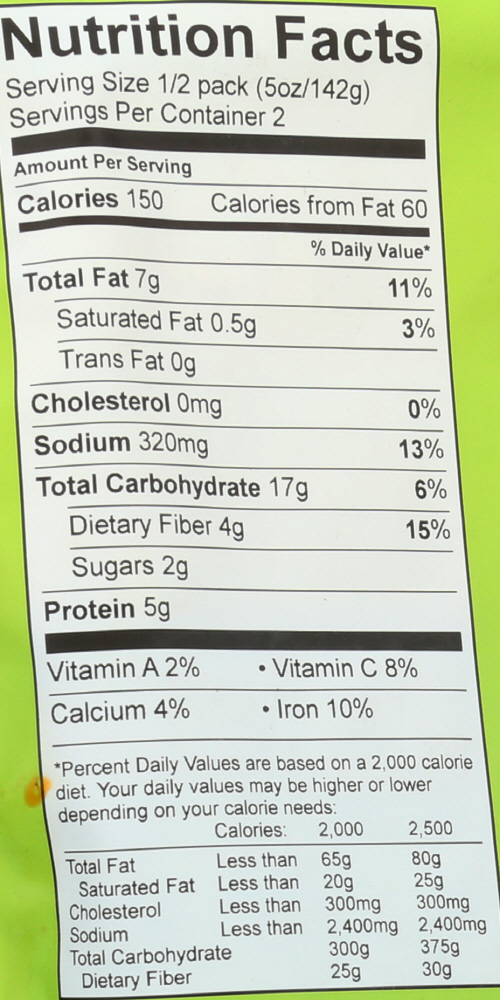 Nutrition Facts
Serving Size 1/2 pack (5oz/142g)
Servings Per Container 2
Amount Per Serving
Calories 150 Calories from Fat 60
% Daily Value*
Total Fat 7g 11%
Saturated Fat 0.5g 3%
Trans Fat 0g
Cholesterol 0mg 0%
Sodium 320mg 13%
Total Carbohydrate 17g 6%
Dietary Fiber 4g 15%
Sugars 2g
Protein 5g
Vitamin A 2% • Vitamin C 8%
Calcium 4% • Iron 10%
*Percent Daily Values are based on a 2,000 calorie
diet. Your daily values may be higher or lower
depending on your calorie needs:
Calories: 2,000 2,500
Total Fat Less than 65g 80g
Saturated Fat Less than 20g 25g
Cholesterol Less than 300mg 300mg
Sodium Less than 2,400mg 2,400mg
Total Carbohydrate 300g 375g
Dietary Fiber 25g 30g